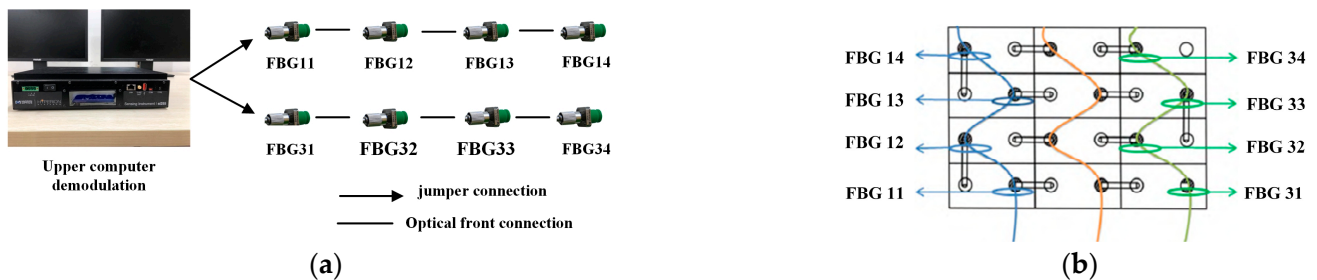 FBG11
FBG12
FBG13
FBG14
FBG31
FBG32
FBG33
FBG34
Upper computer
demodulation
jumper connection
Optical front connection
(a)
FBG 14
FBG 34
FBG 13
FBG 33
FBG 12
FBG 32
FBG 11
FBG 31
(b)